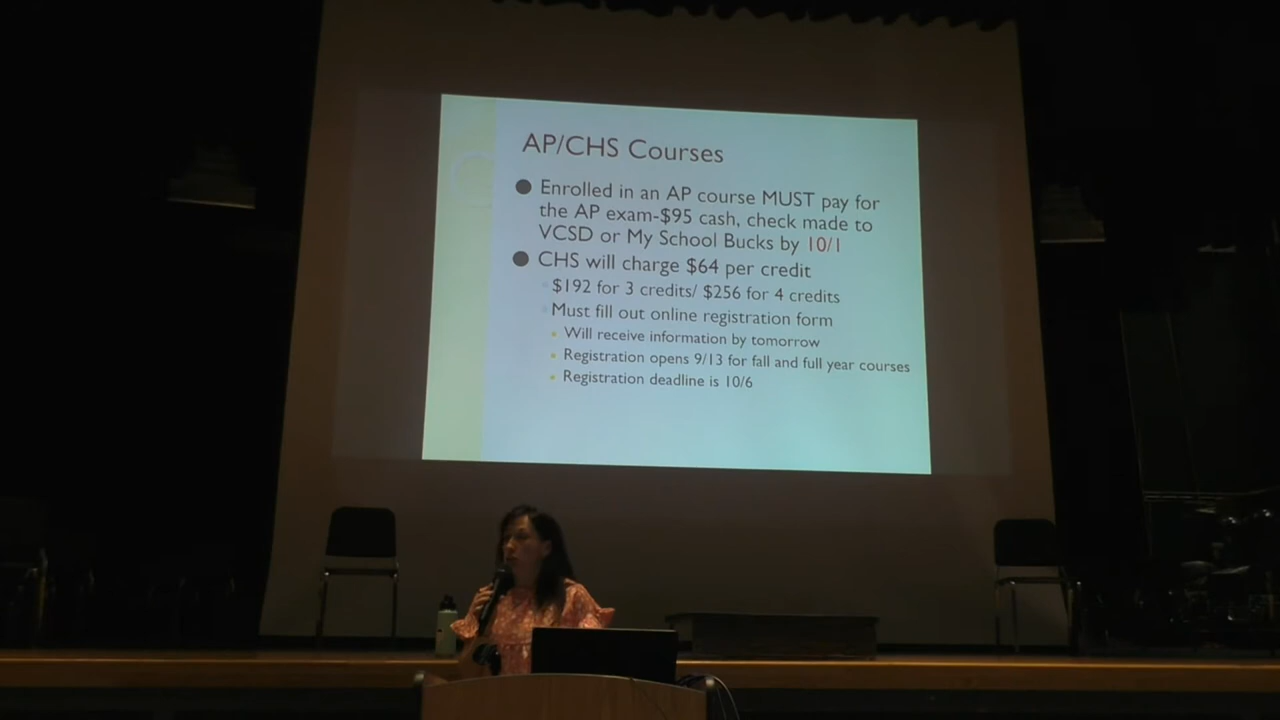 AP/CHS Courses
Enrolled in an AP course MUST pay for
the AP exam-$95 cash, check made to
VCSD or My School Bucks by 10/1
CHS will charge $64 per credit
$192 for 3 credits/ $256 for 4 credits
Must fill out online registration form
Will receive information by tomorrow
Registration opens 9/13 for fall and full year courses
Registration deadline is 10/6